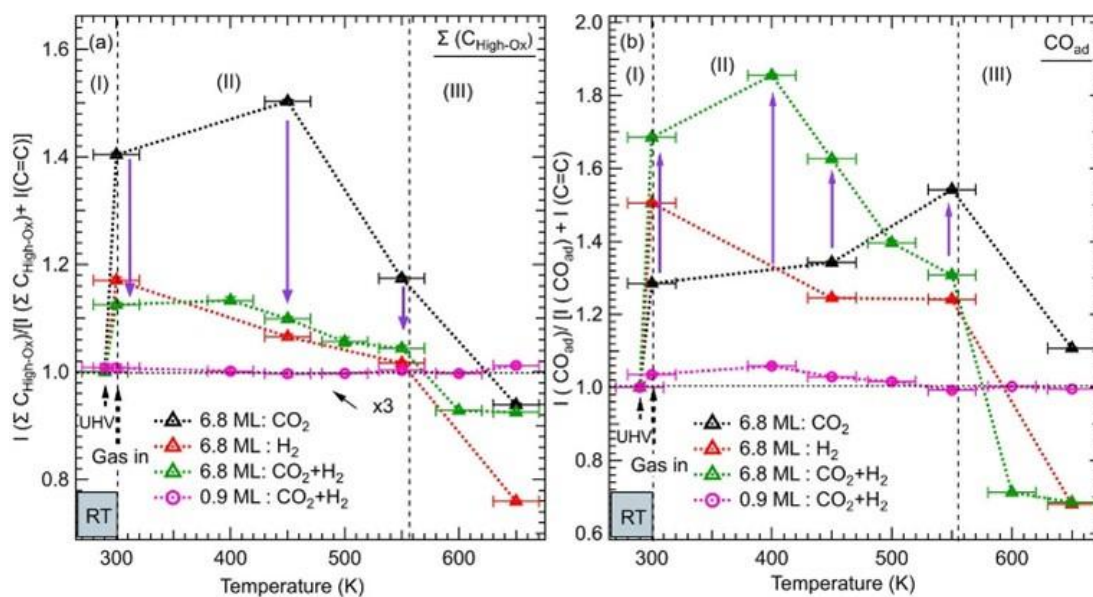 (a)
Σ (C_High-Ox)
(I)
(II)
(III)
I (Σ C_High-Ox)/[I (Σ C_High-Ox)+ I(C=C)]
1.6
1.4
1.2
1.0
0.8
x3
UHV
Gas in
6.8 ML: CO₂
6.8 ML : H₂
6.8 ML: CO₂+H₂
0.9 ML: CO₂+H₂
RT
300
400
500
600
Temperature (K)
(b)
CO_ad
(I)
(II)
(III)
I ( CO_ad)/ [I ( CO_ad) + I (C=C)
2.0
1.8
1.6
1.4
1.2
1.0
0.8
0.6
UHV
Gas in
6.8 ML: CO₂
6.8 ML : H₂
6.8 ML: CO₂+H₂
0.9 ML: CO₂+H₂
RT
300
400
500
600
Temperature (K)